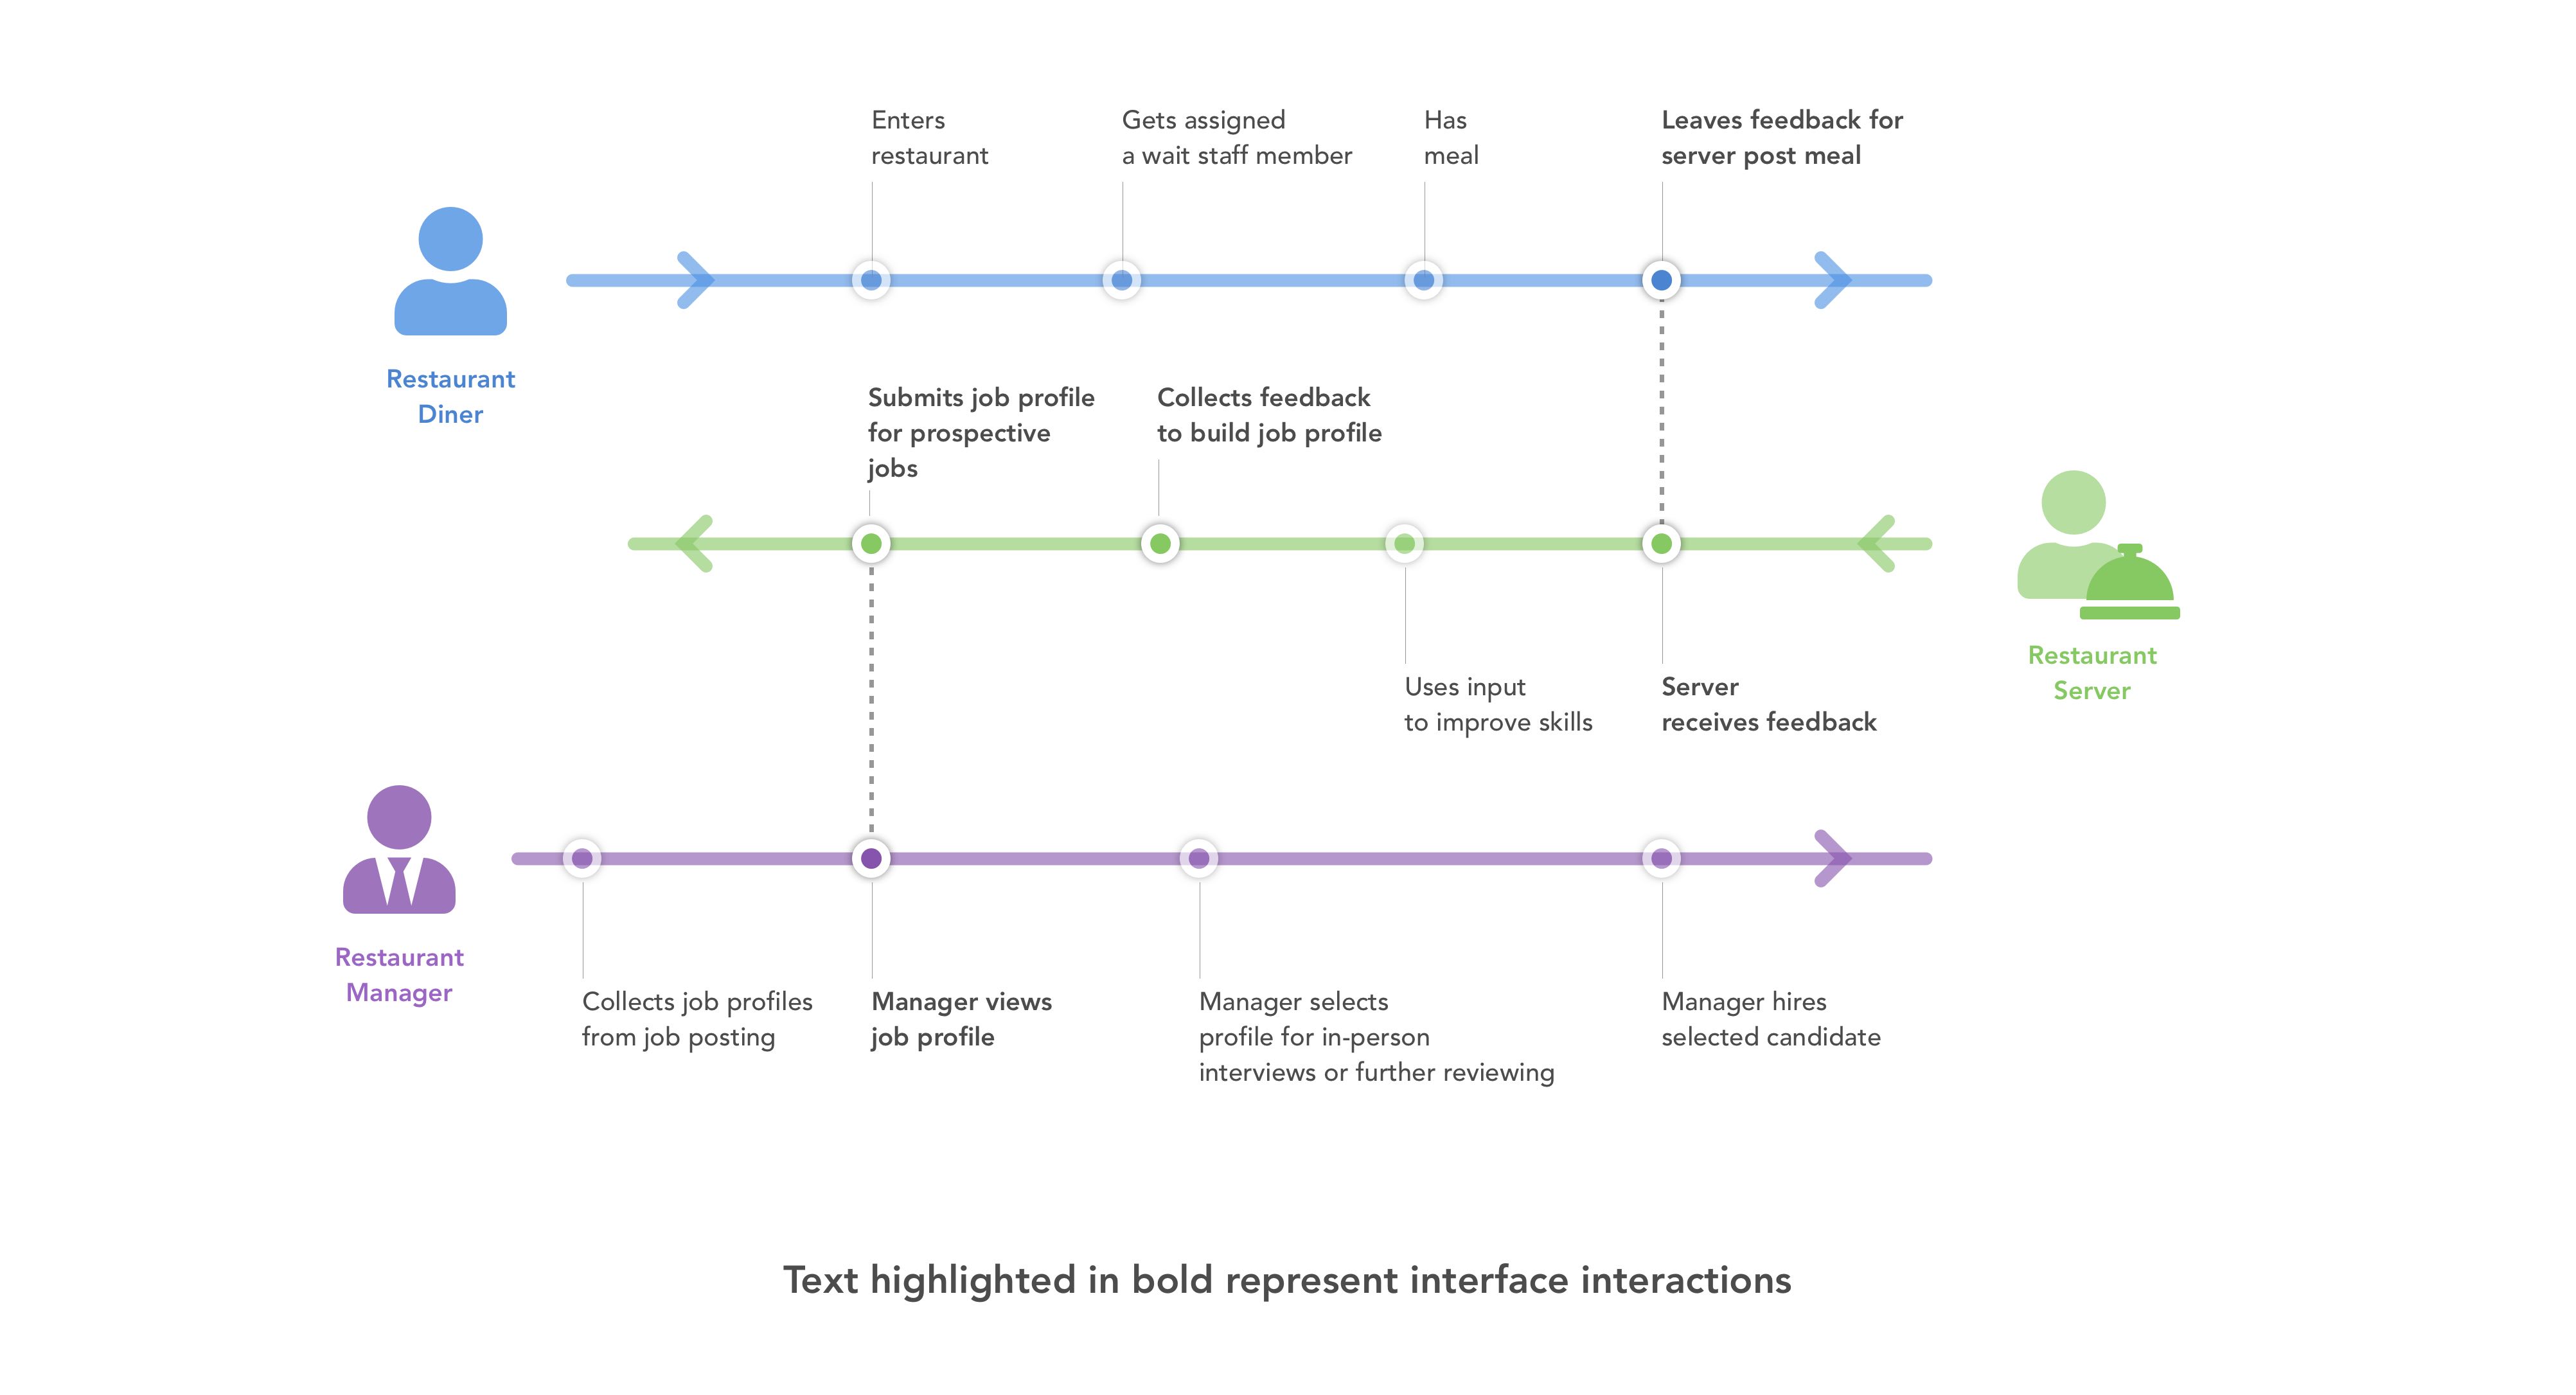 Enters
restaurant
Gets assigned
a wait staff member
Has
meal
Leaves feedback for
server post meal
Restaurant
Diner
Submits job profile
for prospective
jobs
Collects feedback
to build job profile
Restaurant
Server
Uses input
to improve skills
Server
receives feedback
Restaurant
Manager
Collects job profiles
from job posting
Manager views
job profile
Manager selects
profile for in-person
interviews or further reviewing
Manager hires
selected candidate
Text highlighted in bold represent interface interactions